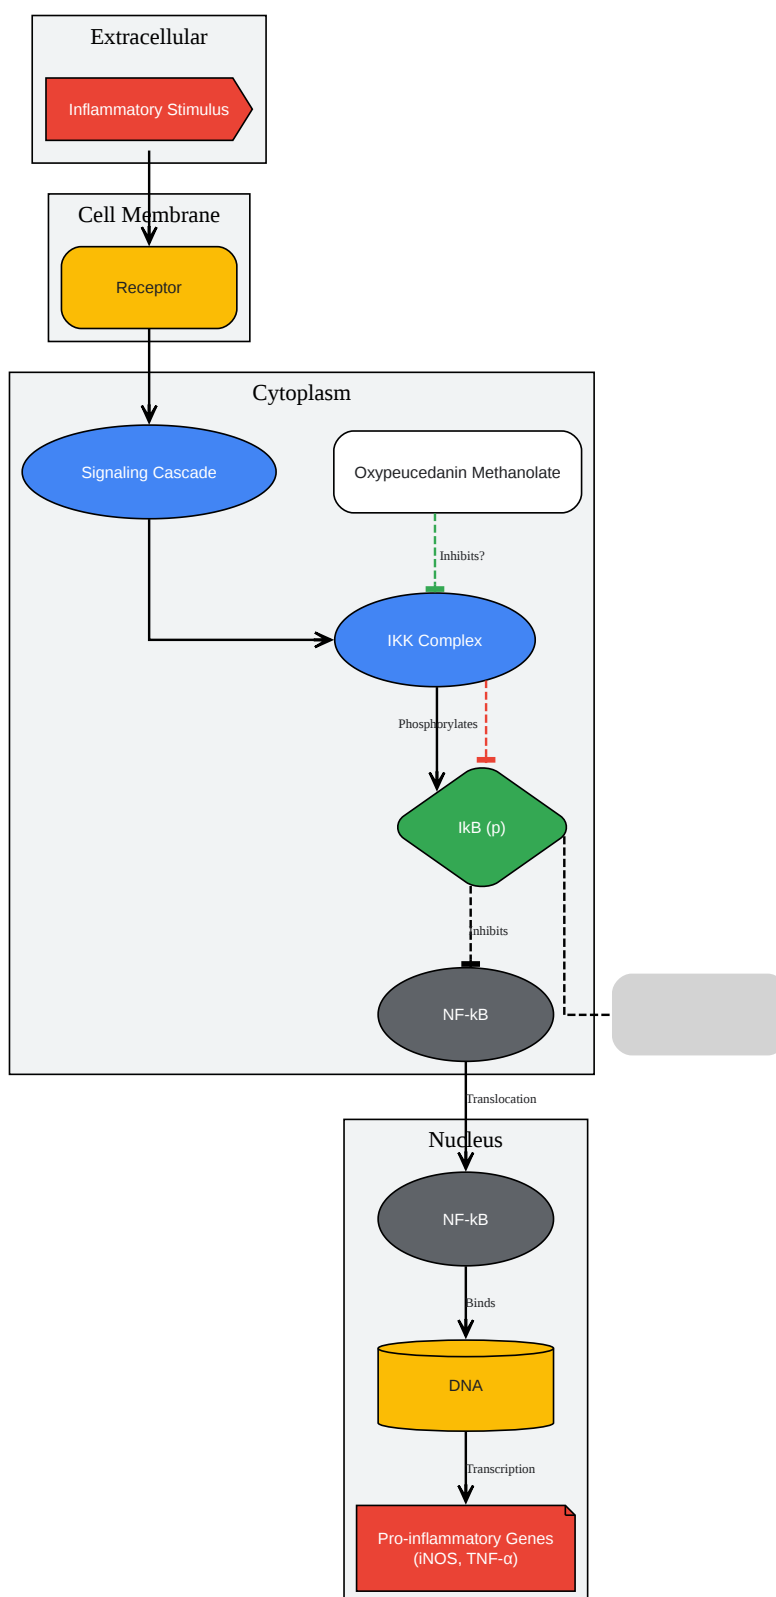 Extracellular
Inflammatory Stimulus
Cell Membrane
Receptor
Cytoplasm
Signaling Cascade
Oxypeucedanin Methanolate
Inhibits?
IKK Complex
Phosphorylates
IkB (p)
Inhibits
NF-kB
Translocation
Nucleus
NF-kB
Binds
DNA
Transcription
Pro-inflammatory Genes
(iNOS, TNF-α)